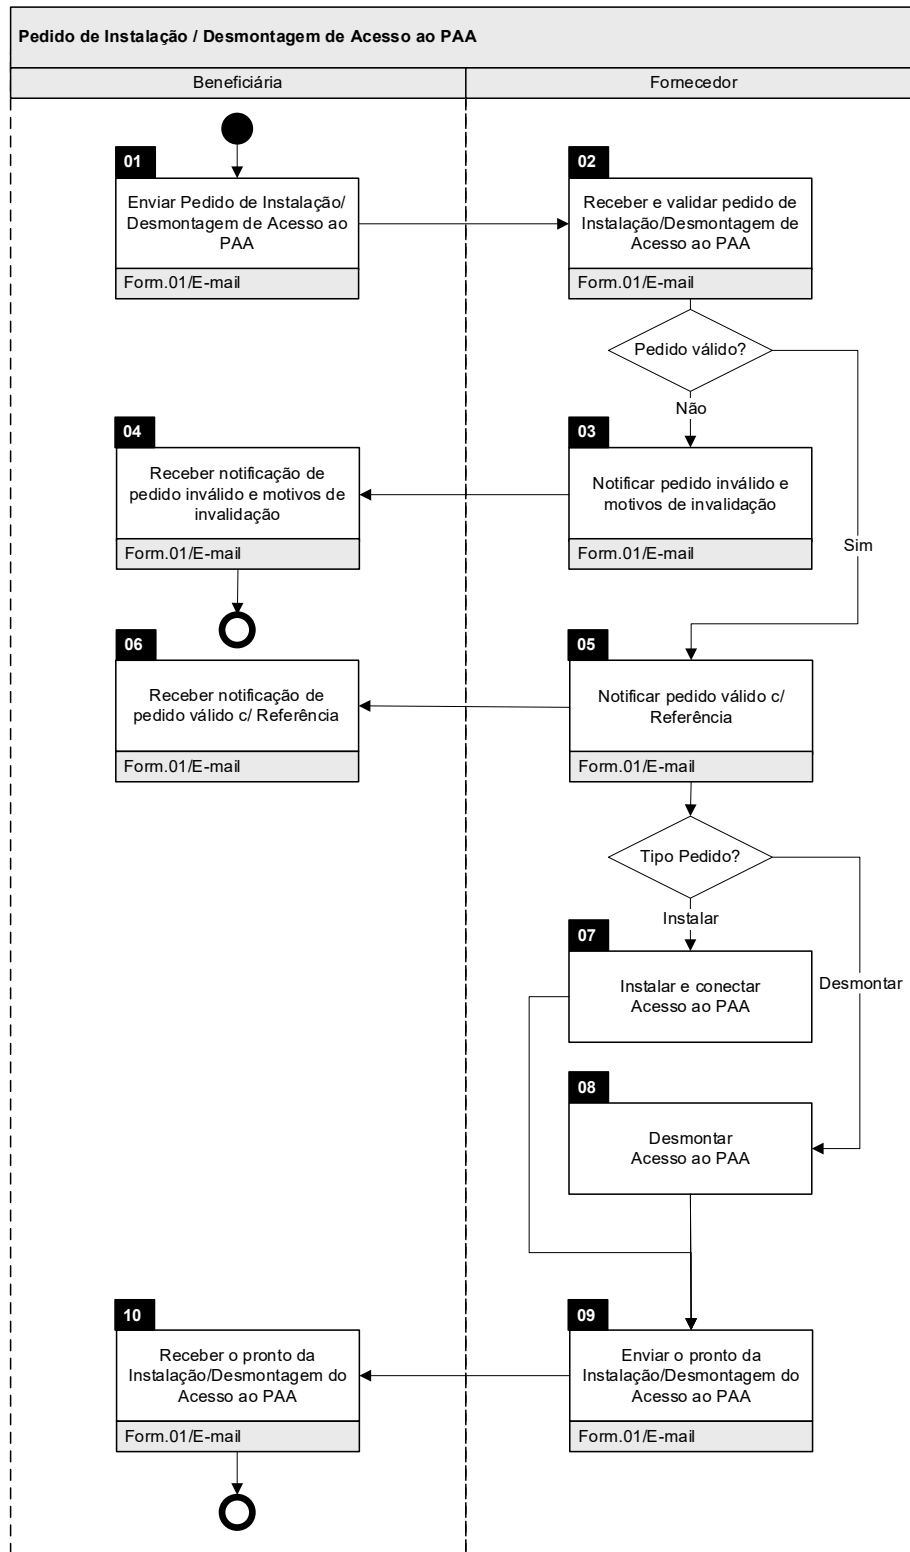 Pedido de Instalação / Desmontagem de Acesso ao PAA
Beneficiária
Fornecedor
01
Enviar Pedido de Instalação/
Desmontagem de Acesso ao
PAA
Form.01/E-mail
02
Receber e validar pedido de
Instalação/Desmontagem de
Acesso ao PAA
Form.01/E-mail
Pedido válido?
Não
Sim
04
Receber notificação de
pedido inválido e motivos de
invalidação
Form.01/E-mail
03
Notificar pedido inválido e
motivos de invalidação
Form.01/E-mail
06
Receber notificação de
pedido válido c/ Referência
Form.01/E-mail
05
Notificar pedido válido c/
Referência
Form.01/E-mail
Tipo Pedido?
Instalar
Desmontar
07
Instalar e conectar
Acesso ao PAA
08
Desmontar
Acesso ao PAA
10
Receber o pronto da
Instalação/Desmontagem do
Acesso ao PAA
Form.01/E-mail
09
Enviar o pronto da
Instalação/Desmontagem do
Acesso ao PAA
Form.01/E-mail